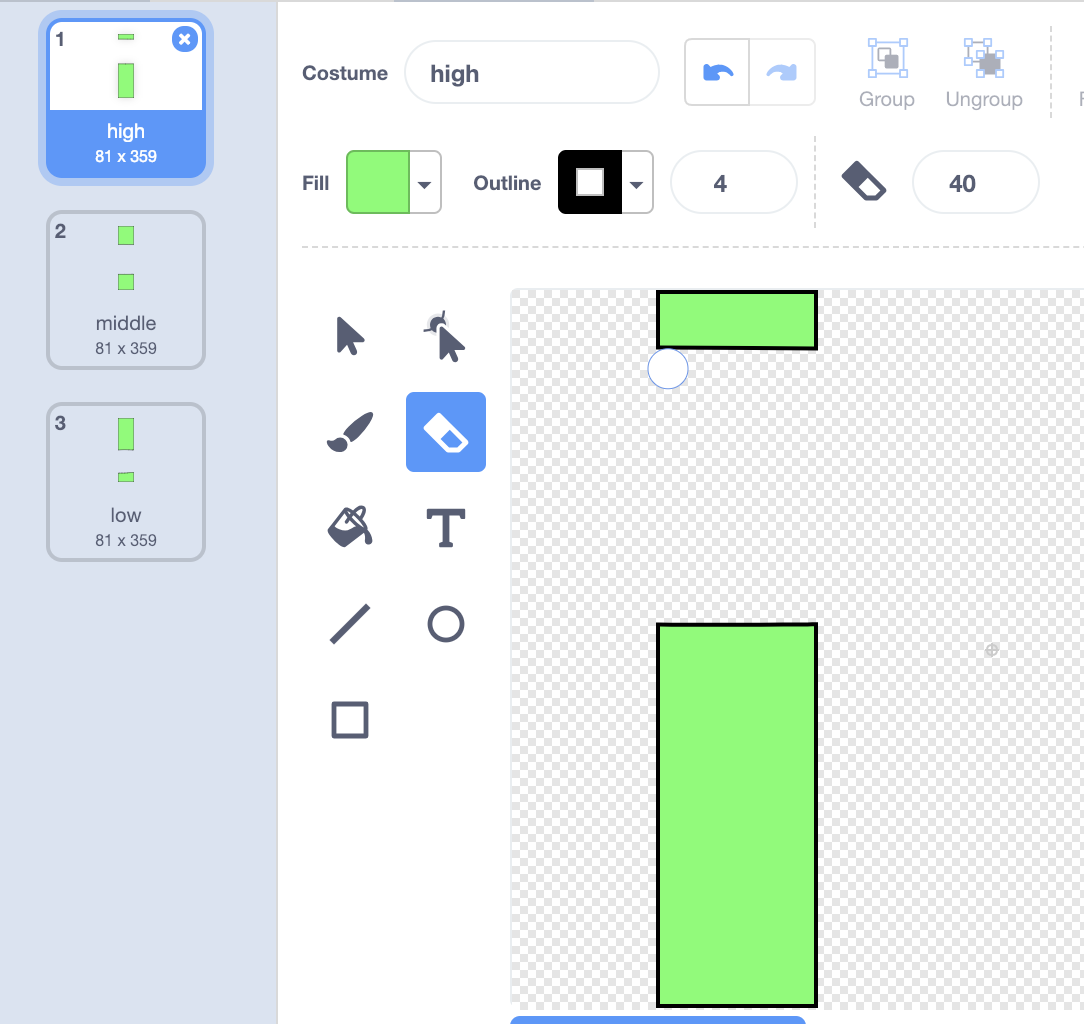 1
high
81 x 359
2
middle
81 x 359
3
low
81 x 359
Costume
high
Group
Ungroup
Fill
Outline
4
40